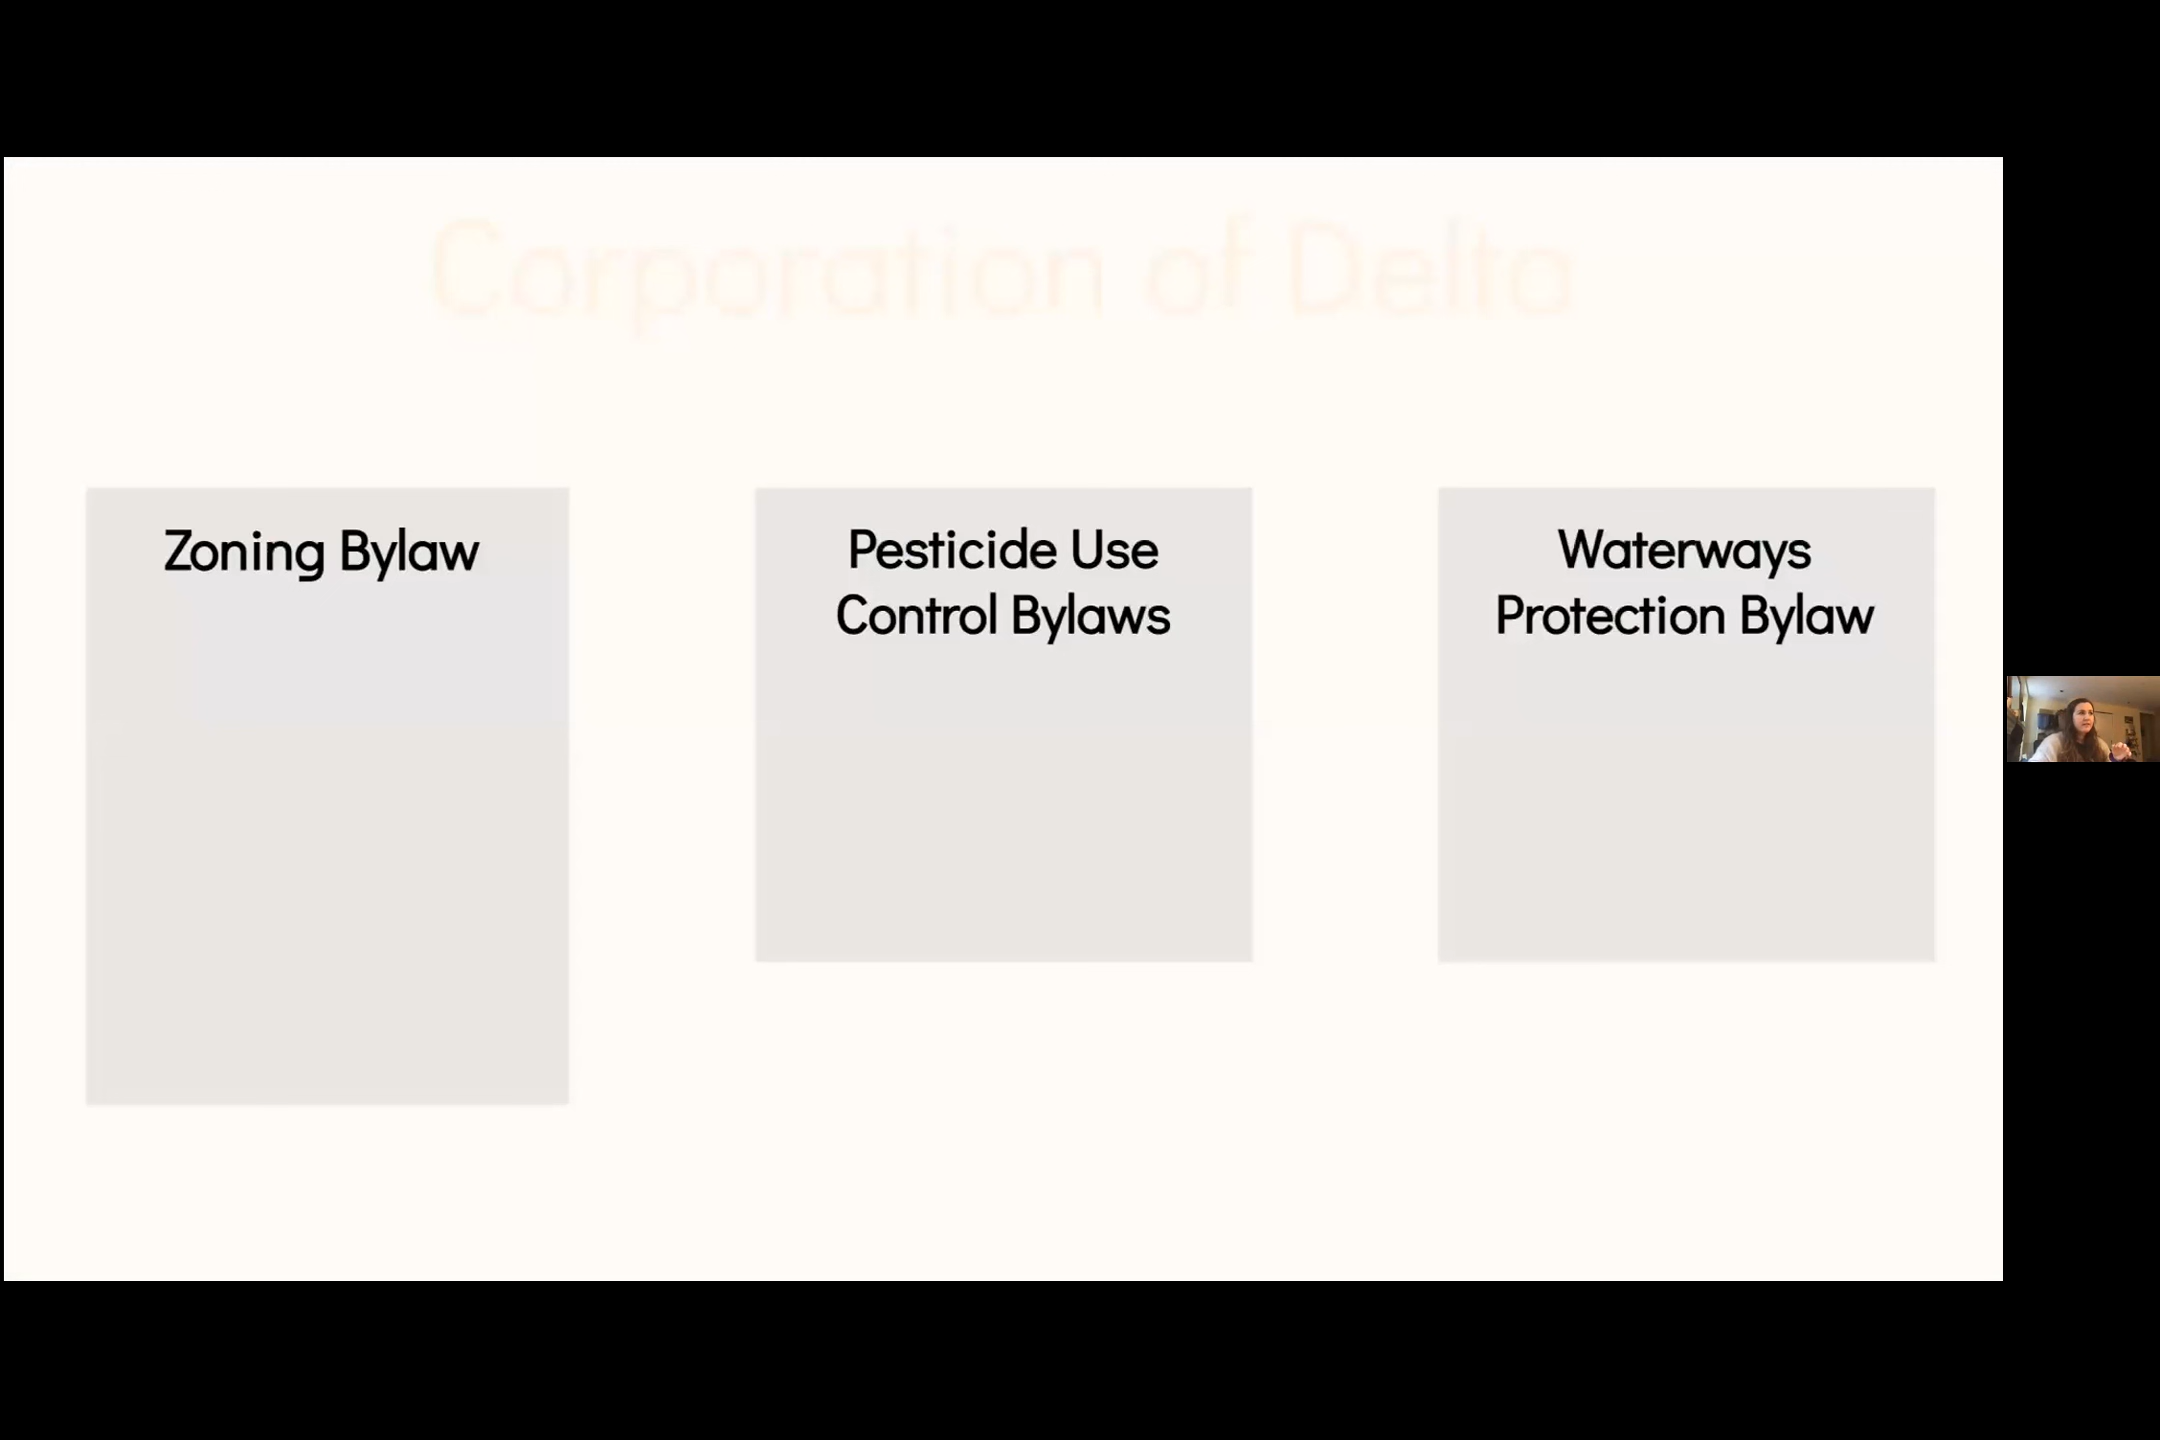 Corporation of Delta
Zoning Bylaw
Pesticide Use
Control Bylaws
Waterways
Protection Bylaw